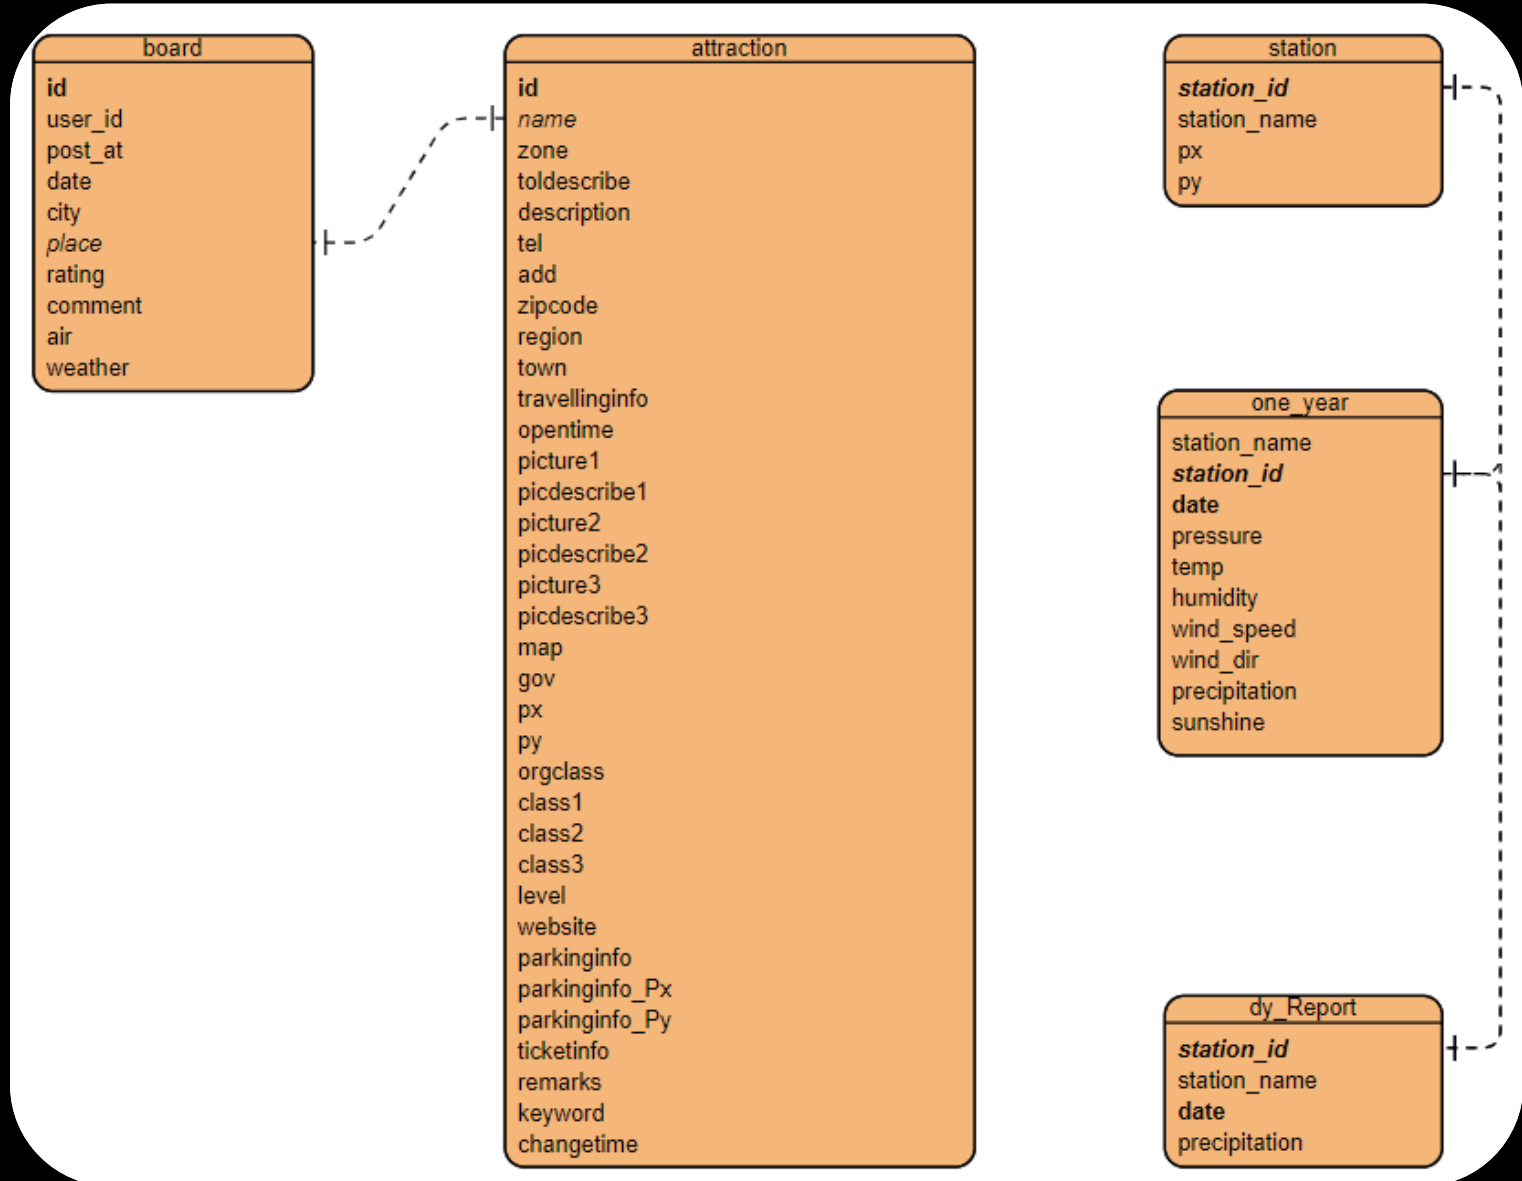 board
id
user_id
post_at
date
city
place
rating
comment
air
weather
attraction
id
name
zone
toldescribe
description
tel
add
zipcode
region
town
travellinginfo
opentime
picture1
picdescribe1
picture2
picdescribe2
picture3
picdescribe3
map
gov
px
py
orgclass
class1
class2
class3
level
website
parkinginfo
parkinginfo_Px
parkinginfo_Py
ticketinfo
remarks
keyword
changetime
station
station_id
station_name
px
py
one_year
station_name
station_id
date
pressure
temp
humidity
wind_speed
wind_dir
precipitation
sunshine
dy_Report
station_id
station_name
date
precipitation